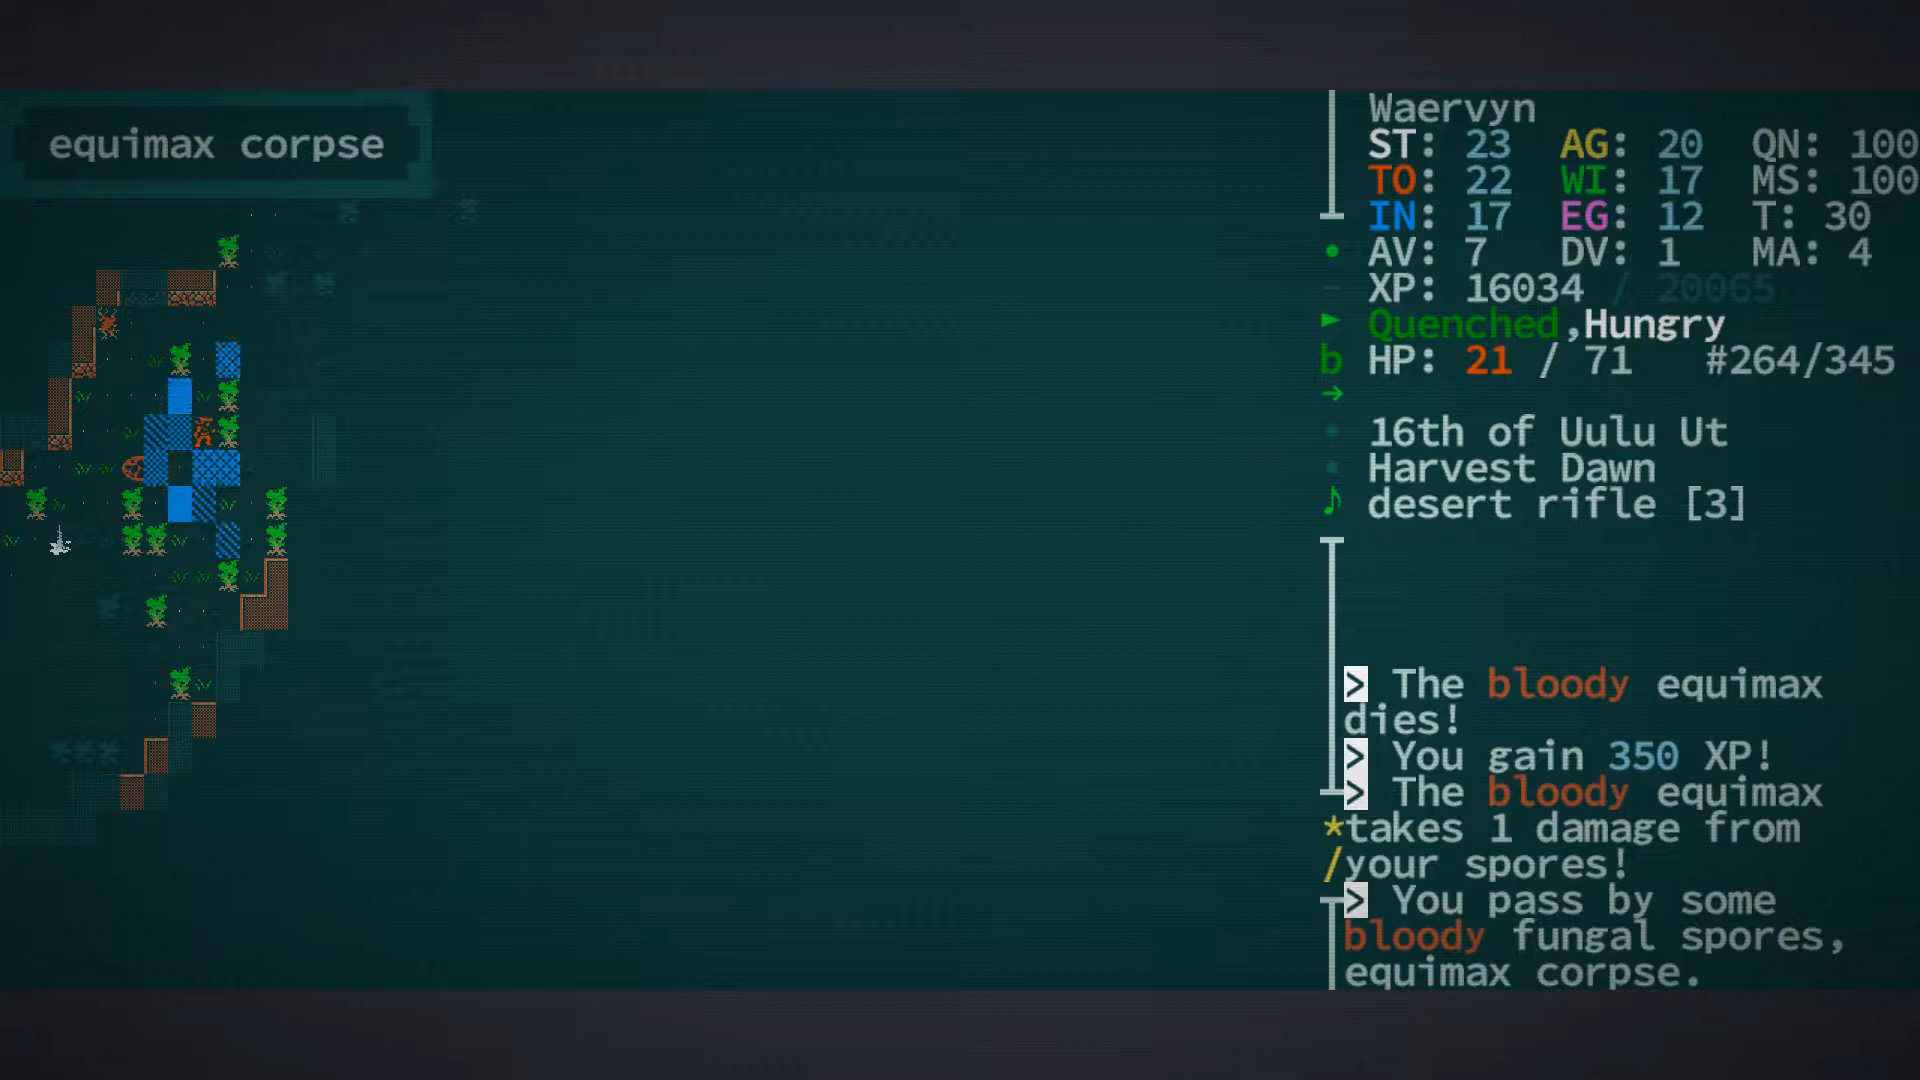 equimax corpse
Waervyn
ST: 23 AG: 20 QN: 100
TO: 22 WI: 17 MS: 100
IN: 17 EG: 12 T: 30
AV: 7 DV: 1 MA: 4
XP: 16034 / 20065
Quenched,Hungry
b HP: 21 / 71 #264/345
16th of Uulu Ut
Harvest Dawn
desert rifle [3]
> The bloody equimax
dies!
> You gain 350 XP!
> The bloody equimax
*takes 1 damage from
/your spores!
> You pass by some
bloody fungal spores,
equimax corpse.